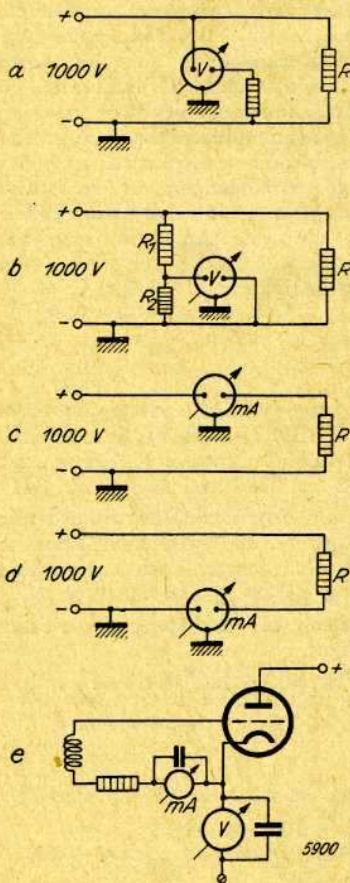 +
V
a 1000 V R
-
+
R1
b 1000 V V R
R2
-
+
mA
c 1000 V R
-
+
d 1000 V R
- mA
+
e
mA
V
5900